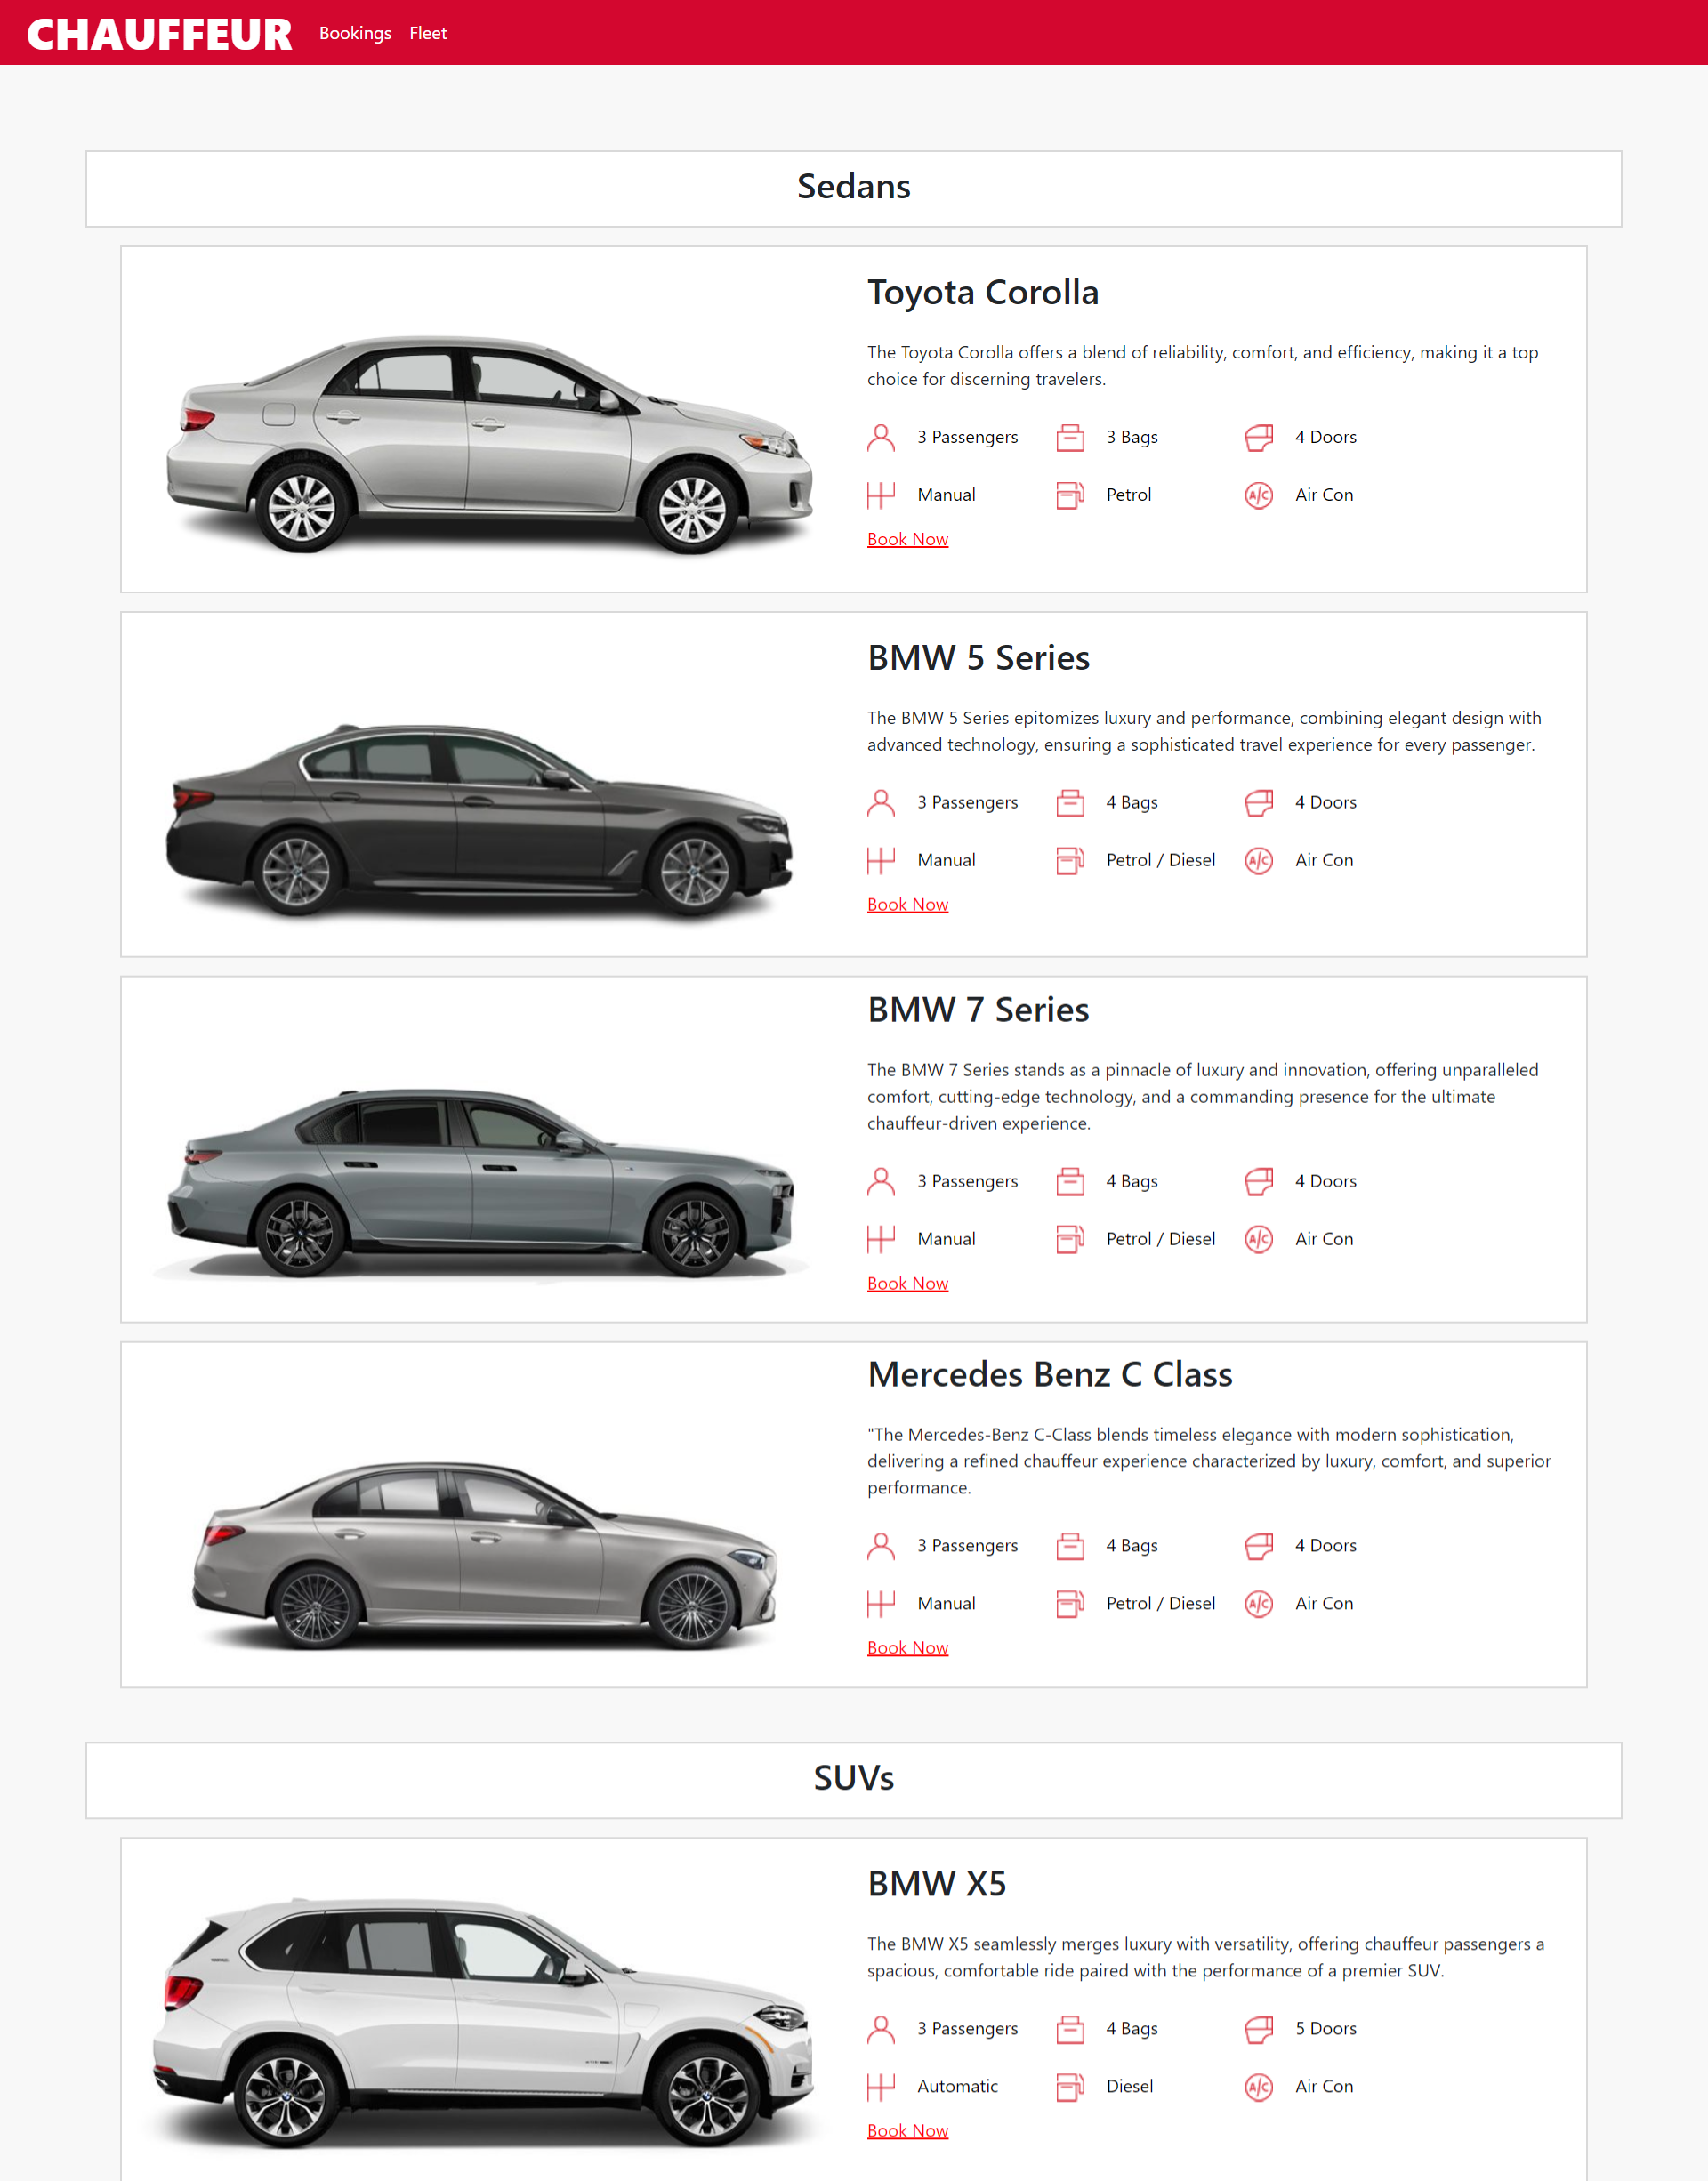 CHAUFFEUR Bookings Fleet
Sedans
Toyota Corolla
The Toyota Corolla offers a blend of reliability, comfort, and efficiency, making it a top
choice for discerning travelers.
3 Passengers 3 Bags 4 Doors
Manual Petrol A/C Air Con
Book Now
BMW 5 Series
The BMW 5 Series epitomizes luxury and performance, combining elegant design with
advanced technology, ensuring a sophisticated travel experience for every passenger.
3 Passengers 4 Bags 4 Doors
Manual Petrol / Diesel A/C Air Con
Book Now
BMW 7 Series
The BMW 7 Series stands as a pinnacle of luxury and innovation, offering unparalleled
comfort, cutting-edge technology, and a commanding presence for the ultimate
chauffeur-driven experience.
3 Passengers 4 Bags 4 Doors
Manual Petrol / Diesel A/C Air Con
Book Now
Mercedes Benz C Class
"The Mercedes-Benz C-Class blends timeless elegance with modern sophistication,
delivering a refined chauffeur experience characterized by luxury, comfort, and superior
performance.
3 Passengers 4 Bags 4 Doors
Manual Petrol / Diesel A/C Air Con
Book Now
SUVs
BMW X5
The BMW X5 seamlessly merges luxury with versatility, offering chauffeur passengers a
spacious, comfortable ride paired with the performance of a premier SUV.
3 Passengers 4 Bags 5 Doors
Automatic Diesel A/C Air Con
Book Now